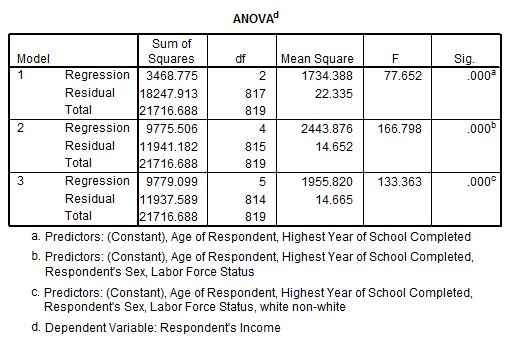 ANOVAd
Sum of
Model Squares df Mean Square F Sig.
1 Regression 3468.775 2 1734.388 77.652 .000a
Residual 18247.913 817 22.335
Total 21716.688 819
2 Regression 9775.506 4 2443.876 166.798 .000b
Residual 11941.182 815 14.652
Total 21716.688 819
3 Regression 9779.099 5 1955.820 133.363 .000c
Residual 11937.589 814 14.665
Total 21716.688 819
a. Predictors: (Constant), Age of Respondent, Highest Year of School Completed
b. Predictors: (Constant), Age of Respondent, Highest Year of School Completed,
Respondent's Sex, Labor Force Status
c. Predictors: (Constant), Age of Respondent, Highest Year of School Completed,
Respondent's Sex, Labor Force Status, white non-white
d. Dependent Variable: Respondent's Income